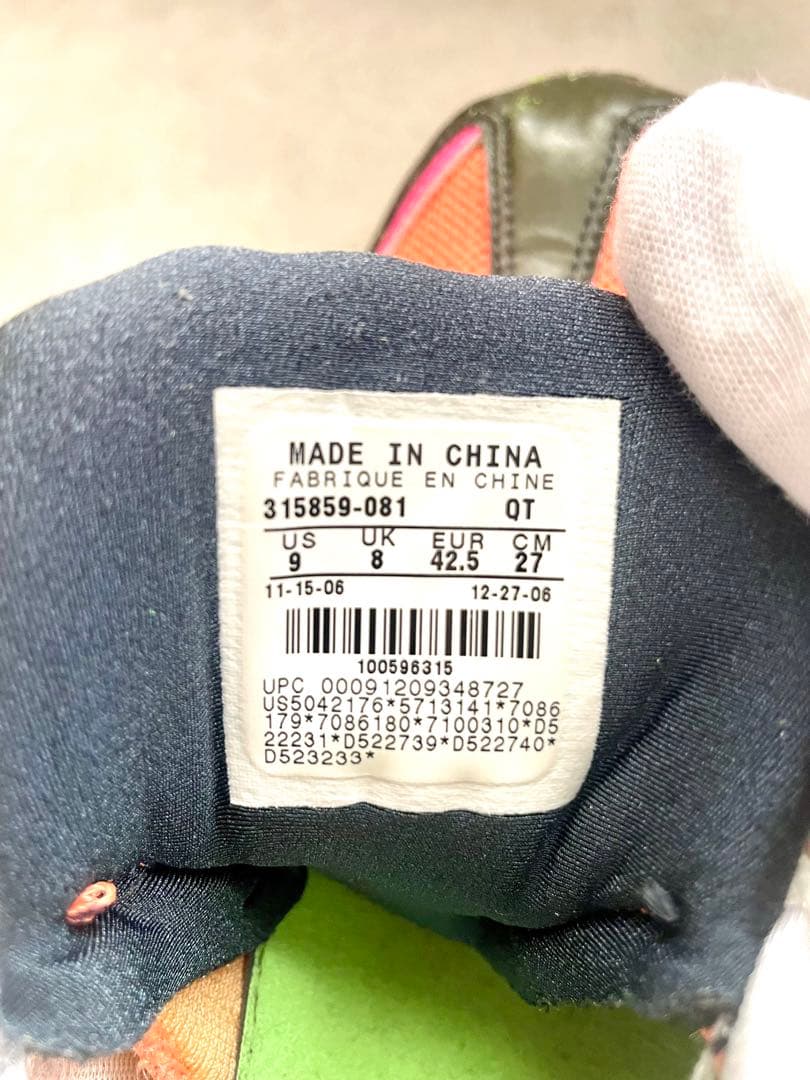 MADE IN CHINA
FABRIQUE EN CHINE
315859-081 QT
US UK EUR CM
9 8 42.5 27
11-15-06 12-27-06
100596315
UPC 00091209348727
US5042176*5713141*7086
179*7086180*7100310*D5
22231*D522739*D522740*
D523233*